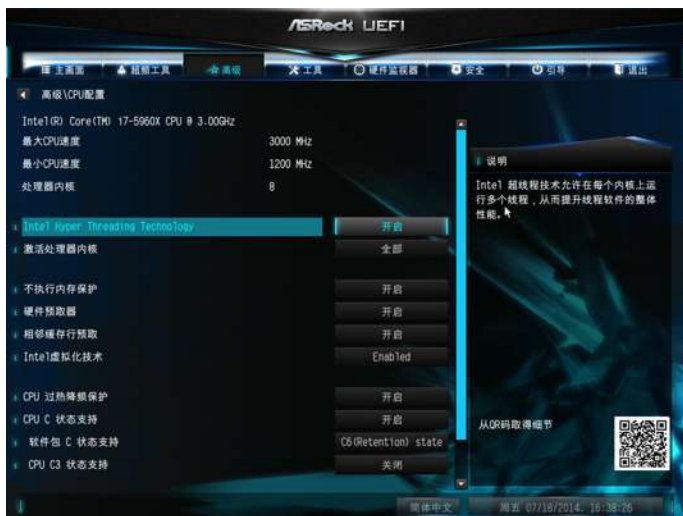 ASRock UEFI
主画面 超频工具 高级 工具 硬件监视器 安全 引导 退出
高级\CPU配置
Intel(R) Core(TM) i7-5960X CPU @ 3.00GHz
最大CPU速度 3000 MHz
最小CPU速度 1200 MHz
处理器内核 8
Intel Hyper Threading Technology 开启
激活处理器内核 全部
不执行内存保护 开启
硬件预取器 开启
相邻缓存行预取 开启
Intel虚拟化技术 Enabled
CPU 过热降频保护 开启
CPU C 状态支持 开启
软件包 C 状态支持 C6(Retention) state
CPU C3 状态支持 关闭
说明
Intel 超线程技术允许在每个内核上运
行多个线程，从而提升线程软件的整体
性能。
从QR码取得细节
简体中文 周五 07/18/2014, 16:38:26